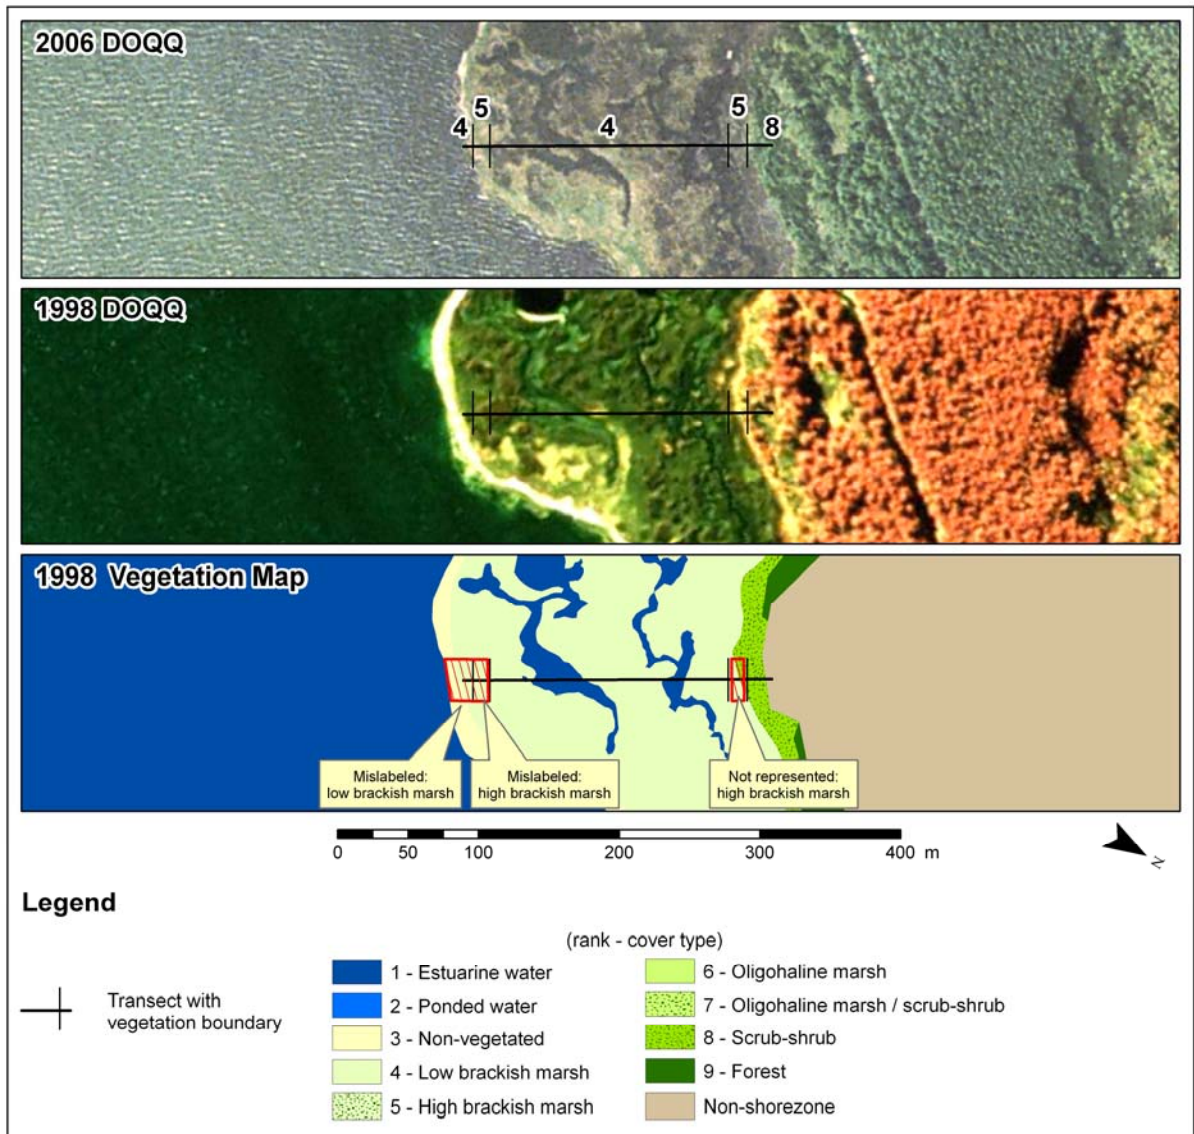 2006 DOQQ
4 5 4 5 8
1998 DOQQ
1998 Vegetation Map
Mislabeled:
low brackish marsh
Mislabeled:
high brackish marsh
Not represented:
high brackish marsh
0 50 100 200 300 400 m
N
Legend
Transect with
vegetation boundary
(rank - cover type)
1 - Estuarine water
2 - Ponded water
3 - Non-vegetated
4 - Low brackish marsh
5 - High brackish marsh
6 - Oligohaline marsh
7 - Oligohaline marsh / scrub-shrub
8 - Scrub-shrub
9 - Forest
Non-shorezone